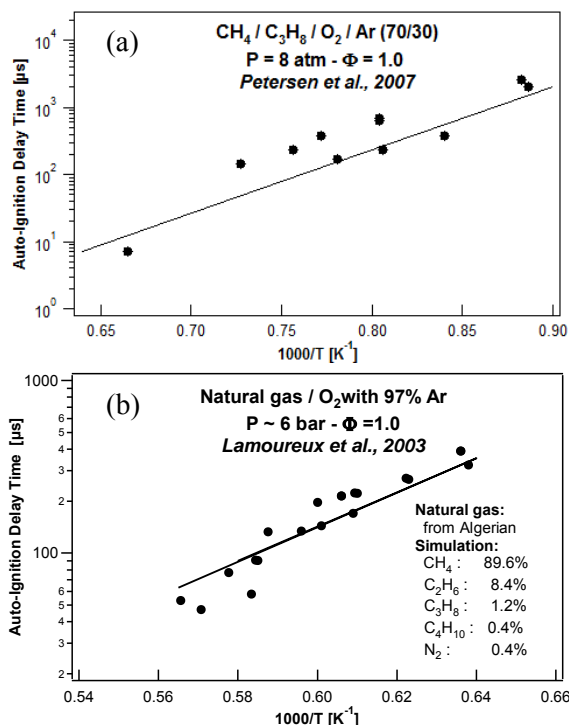 (a)
CH4 / C3H8 / O2 / Ar (70/30)
P = 8 atm - Φ = 1.0
Petersen et al., 2007
Auto-Ignition Delay Time [µs]
10^4
10^3
10^2
10^1
10^0
0.65 0.70 0.75 0.80 0.85 0.90
1000/T [K^-1]
(b)
Natural gas / O2 with 97% Ar
P ~ 6 bar - Φ =1.0
Lamoureux et al., 2003
Auto-Ignition Delay Time [µs]
1000
4
2
100
8
6
4
2
Natural gas:
from Algerian
Simulation:
CH4 : 89.6%
C2H6 : 8.4%
C3H8 : 1.2%
C4H10 : 0.4%
N2 : 0.4%
0.54 0.56 0.58 0.60 0.62 0.64 0.66
1000/T [K^-1]